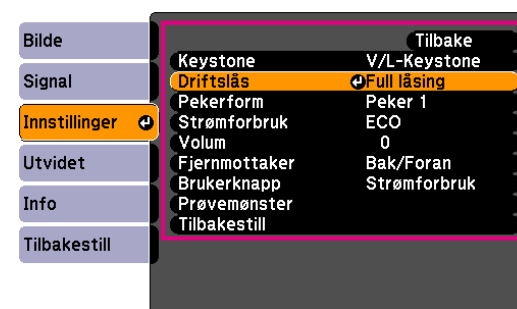 Bilde
Signal
Innstillinger
Utvidet
Info
Tilbakestill
Tilbake
Keystone V/L-Keystone
Driftslås Full låsing
Pekerform Peker 1
Strømforbruk ECO
Volum 0
Fjernmottaker Bak/Foran
Brukerknapp Strømforbruk
Prøvemønster
Tilbakestill